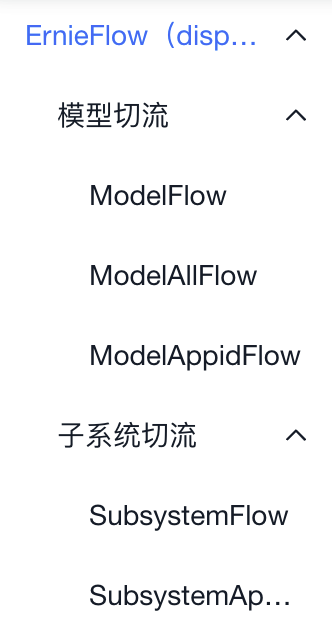 ErnieFlow（disp...
模型切流
ModelFlow
ModelAllFlow
ModelAppidFlow
子系统切流
SubsystemFlow
SubsystemAp...